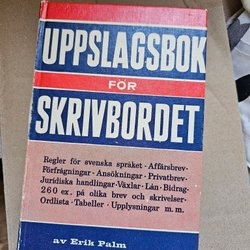 UPPSLAGSBOK
FÖR
SKRIVBORDET
Regler för svenska språket · Affärsbrev·
Förfrågningar · Ansökningar · Privatbrev·
Juridiska handlingar · Växlar · Lån · Bidrag·
260 ex. på olika brev och skrivelser·
Ordlista · Tabeller · Upplysningar m. m.
av Erik Palm